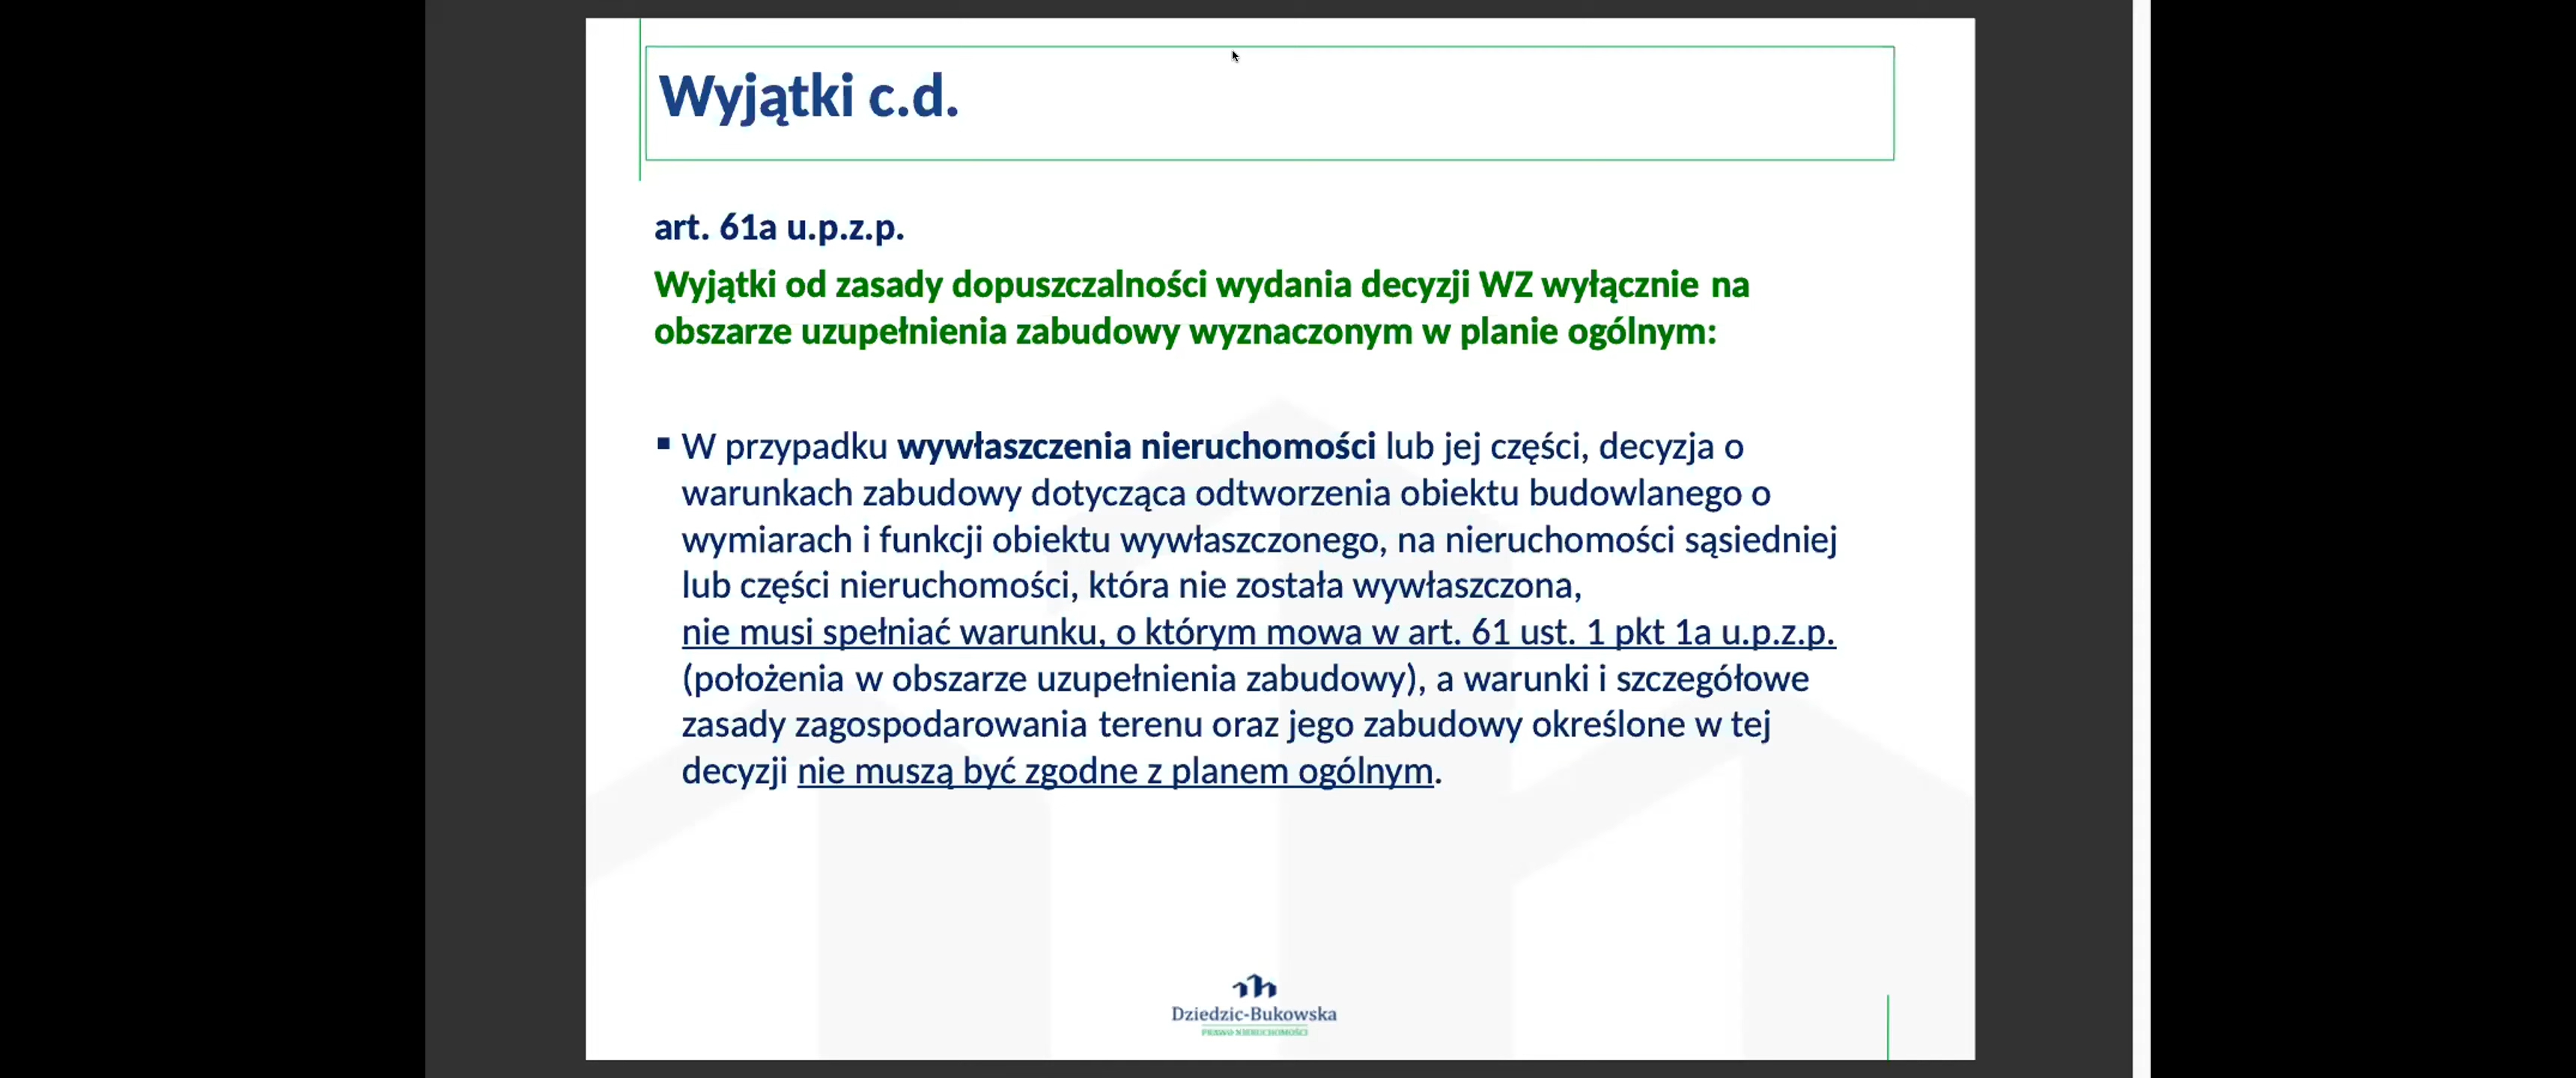 Wyjątki c.d.
art. 61a u.p.z.p.
Wyjątki od zasady dopuszczalności wydania decyzji WZ wyłącznie na
obszarze uzupełnienia zabudowy wyznaczonym w planie ogólnym:
▪ W przypadku wywłaszczenia nieruchomości lub jej części, decyzja o
warunkach zabudowy dotycząca odtworzenia obiektu budowlanego o
wymiarach i funkcji obiektu wywłaszczonego, na nieruchomości sąsiedniej
lub części nieruchomości, która nie została wywłaszczona,
nie musi spełniać warunku, o którym mowa w art. 61 ust. 1 pkt 1a u.p.z.p.
(położenia w obszarze uzupełnienia zabudowy), a warunki i szczegółowe
zasady zagospodarowania terenu oraz jego zabudowy określone w tej
decyzji nie muszą być zgodne z planem ogólnym.
Dziedzic-Bukowska
PRAWO NIERUCHOMOŚCI